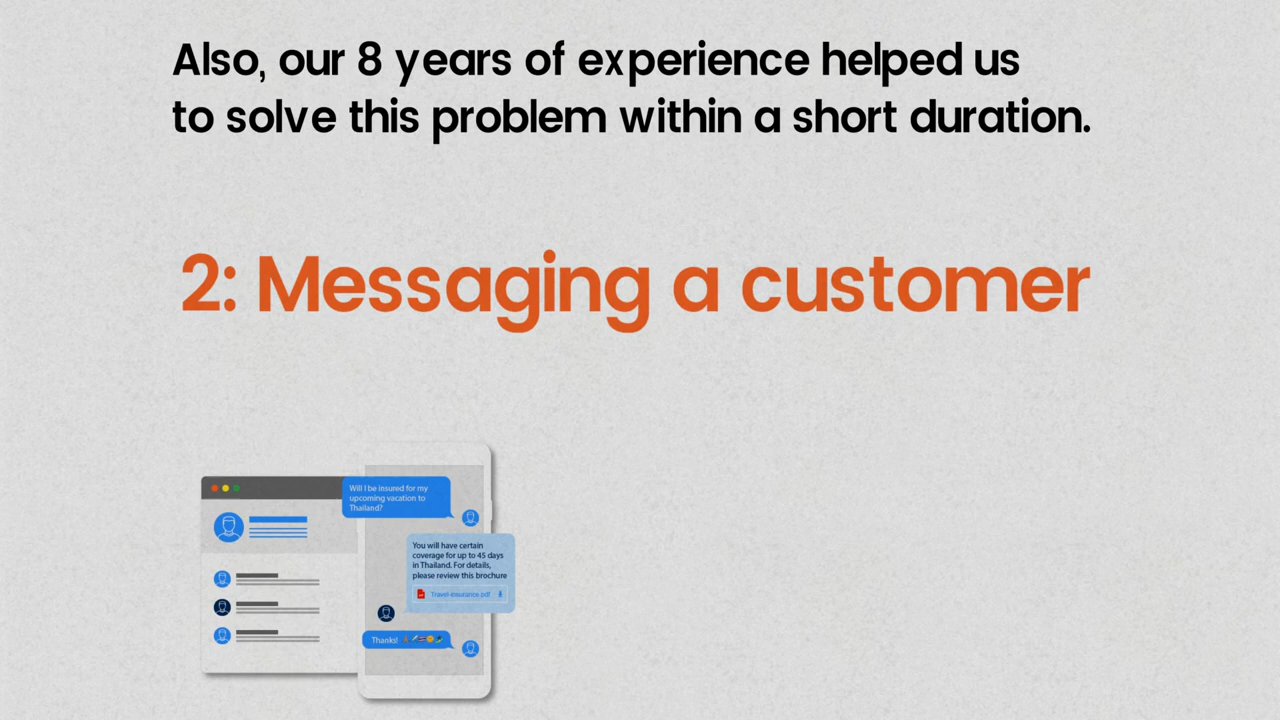 Also, our 8 years of experience helped us
to solve this problem within a short duration.
2: Messaging a customer
Will I be insured for my
upcoming vacation to
Thailand?
You will have certain
coverage for up to 45 days
in Thailand. For details,
please review this brochure
Travel-insurance.pdf
Thanks!